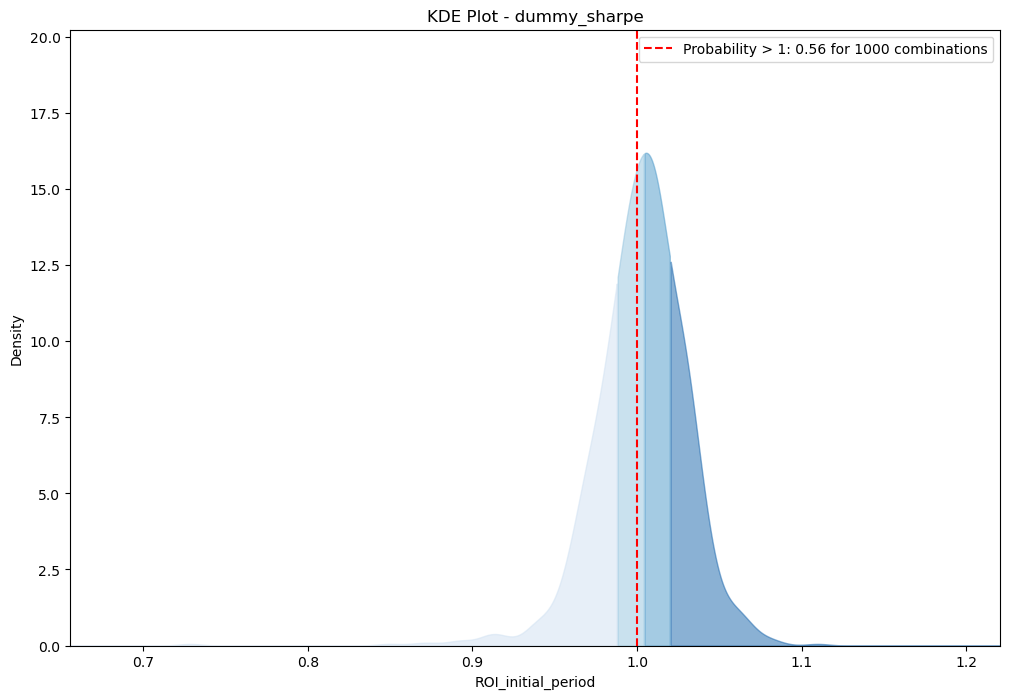 KDE Plot - dummy_sharpe
Probability > 1: 0.56 for 1000 combinations
Density
20.0
17.5
15.0
12.5
10.0
7.5
5.0
2.5
0.0
0.7 0.8 0.9 1.0 1.1 1.2
ROI_initial_period